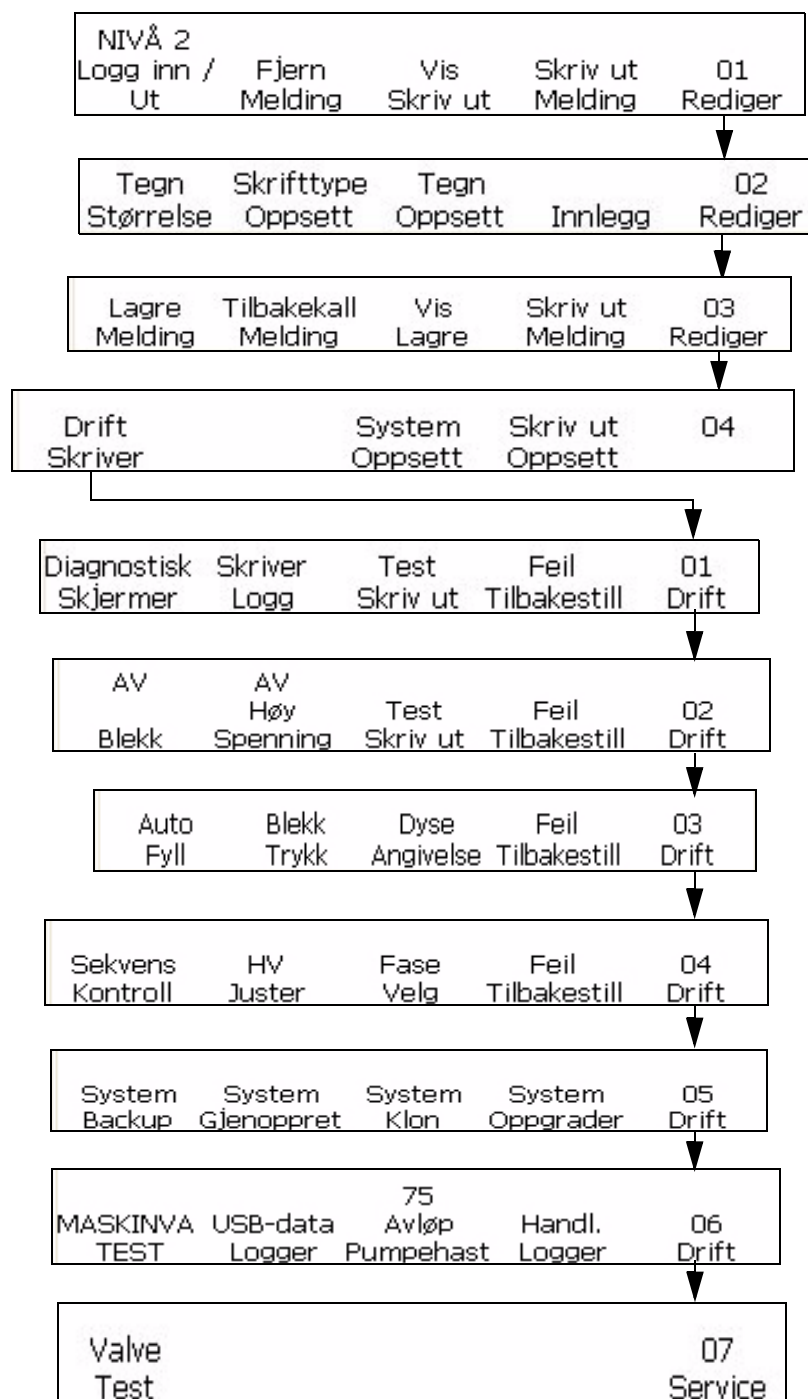 NIVÅ 2
Logg inn / Fjern Vis Skriv ut 01
Ut Melding Skriv ut Melding Rediger
Tegn Skrifttype Tegn 02
Størrelse Oppsett Oppsett Innlegg Rediger
Lagre Tilbakekall Vis Skriv ut 03
Melding Melding Lagre Melding Rediger
Drift System Skriv ut 04
Skriver Oppsett Oppsett
Diagnostisk Skriver Test Feil 01
Skjermer Logg Skriv ut Tilbakestill Drift
AV AV
Høy Test Feil 02
Blekk Spenning Skriv ut Tilbakestill Drift
Auto Blekk Dyse Feil 03
Fyll Trykk Angivelse Tilbakestill Drift
Sekvens HV Fase Feil 04
Kontroll Juster Velg Tilbakestill Drift
System System System System 05
Backup Gjenoppret Klon Oppgrader Drift
75
MASKINVA USB-data Avløp Handl. 06
TEST Logger Pumpehast Logger Drift
Valve 07
Test Service